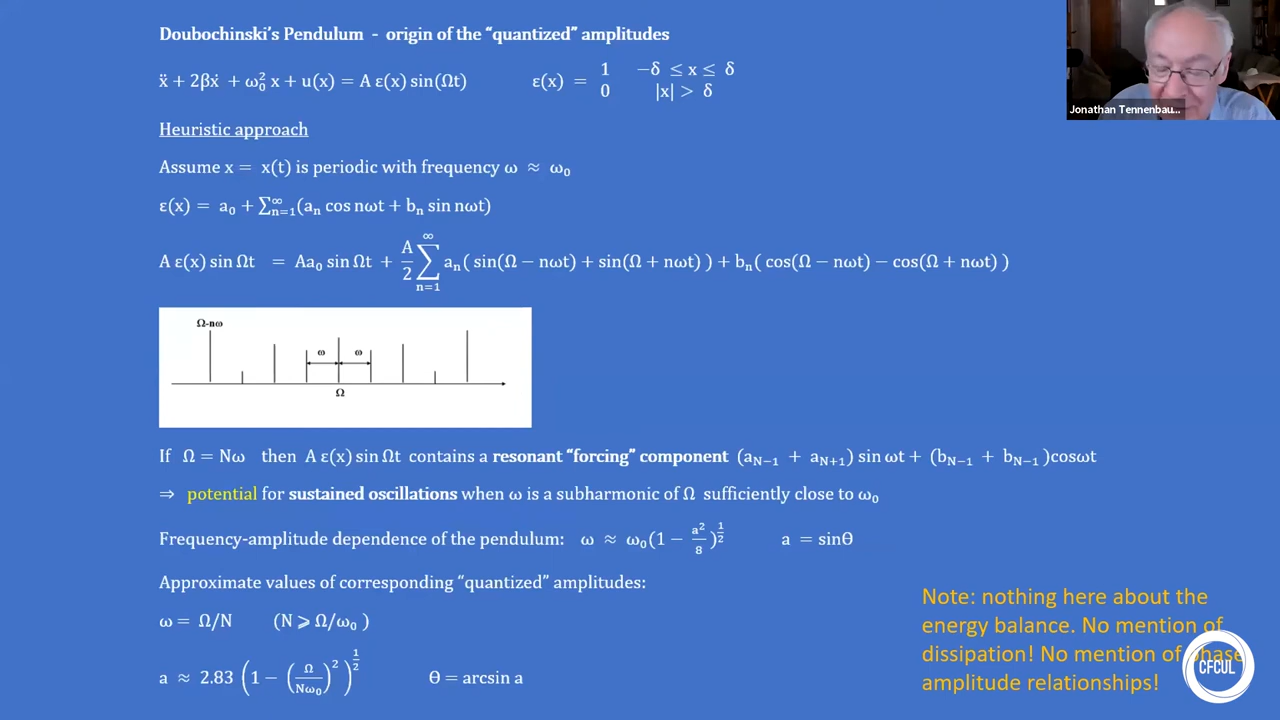 Doubochinski's Pendulum - origin of the "quantized" amplitudes
ẍ + 2βẋ + ω₀² x + u(x) = A ε(x) sin(Ωt) ε(x) = 1 −δ ≤ x ≤ δ
0 |x| > δ
Jonathan Tennenbau...
Heuristic approach
Assume x = x(t) is periodic with frequency ω ≈ ω₀
ε(x) = a₀ + ∑ₙ₌₁^∞(aₙ cos nωt + bₙ sin nωt)
A ε(x) sin Ωt = Aa₀ sin Ωt + A/2 ∑ₙ₌₁^∞ aₙ( sin(Ω − nωt) + sin(Ω + nωt) ) + bₙ( cos(Ω − nωt) − cos(Ω + nωt) )
Ω-nω
ω ω
Ω
If Ω = Nω then A ε(x) sin Ωt contains a resonant "forcing" component (a_N−1 + a_N+1) sin ωt + (b_N−1 + b_N−1)cosωt
⇒ potential for sustained oscillations when ω is a subharmonic of Ω sufficiently close to ω₀
Frequency-amplitude dependence of the pendulum: ω ≈ ω₀(1 − a²/8)^1/2 a = sinθ
Approximate values of corresponding "quantized" amplitudes:
ω = Ω/N (N ⩾ Ω/ω₀ )
a ≈ 2.83 (1 − (Ω/Nω₀)²)^1/2 θ = arcsin a
Note: nothing here about the
energy balance. No mention of
dissipation! No mention of phase
amplitude relationships!
CFCUL